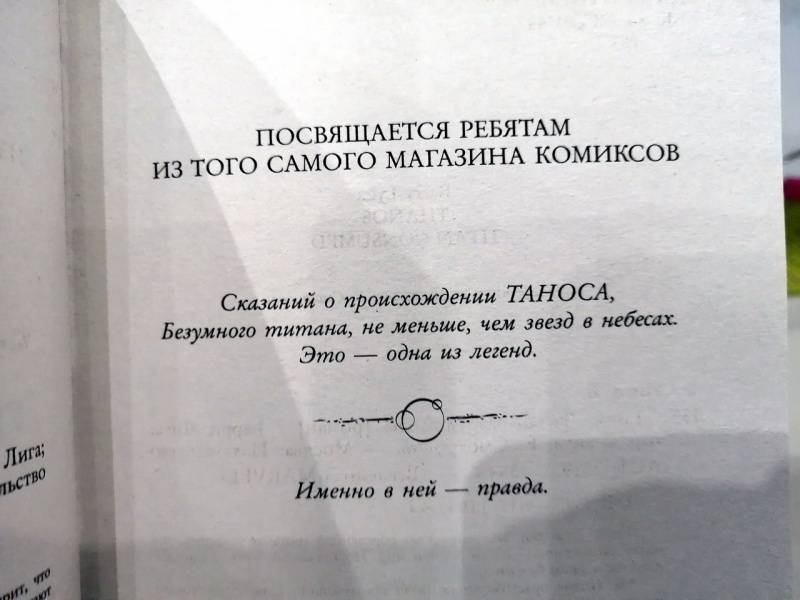 ПОСВЯЩАЕТСЯ РЕБЯТАМ
ИЗ ТОГО САМОГО МАГАЗИНА КОМИКСОВ
Сказаний о происхождении ТАНОСА,
Безумного титана, не меньше, чем звезд в небесах.
Это — одна из легенд.
Именно в ней — правда.
Лига;